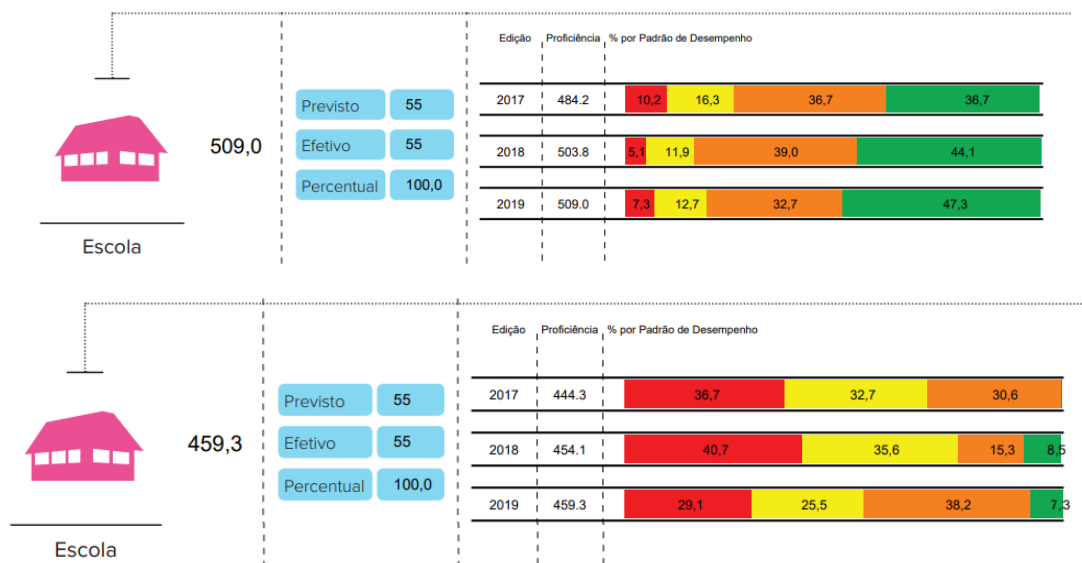 Edição Proficiência % por Padrão de Desempenho
Previsto 55
2017 484.2 10,2 16,3 36,7 36,7
509,0
Efetivo 55
2018 503.8 5,1 11,9 39,0 44,1
Percentual 100,0
2019 509.0 7,3 12,7 32,7 47,3
Escola
Edição Proficiência % por Padrão de Desempenho
Previsto 55
2017 444.3 36,7 32,7 30,6
459,3
Efetivo 55
2018 454.1 40,7 35,6 15,3 8,5
Percentual 100,0
2019 459.3 29,1 25,5 38,2 7,3
Escola